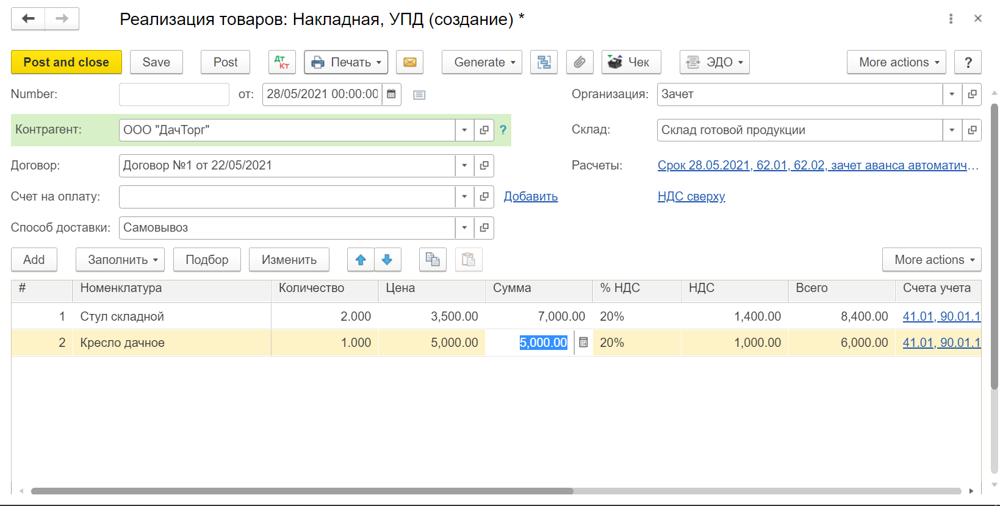 Реализация товаров: Накладная, УПД (создание) *
Post and close Save Post Дт Кт Печать Generate Чек ЭДО More actions ?
Number: от: 28/05/2021 00:00:00 Организация: Зачет
Контрагент: ООО "ДачТорг" ? Склад: Склад готовой продукции
Договор: Договор №1 от 22/05/2021 Расчеты: Срок 28.05.2021, 62.01, 62.02, зачет аванса автоматич...
Счет на оплату: Добавить НДС сверху
Способ доставки: Самовывоз
Add Заполнить Подбор Изменить More actions
# Номенклатура Количество Цена Сумма % НДС НДС Всего Счета учета
1 Стул складной 2.000 3,500.00 7,000.00 20% 1,400.00 8,400.00 41.01, 90.01.1
2 Кресло дачное 1.000 5,000.00 5,000.00 20% 1,000.00 6,000.00 41.01, 90.01.1